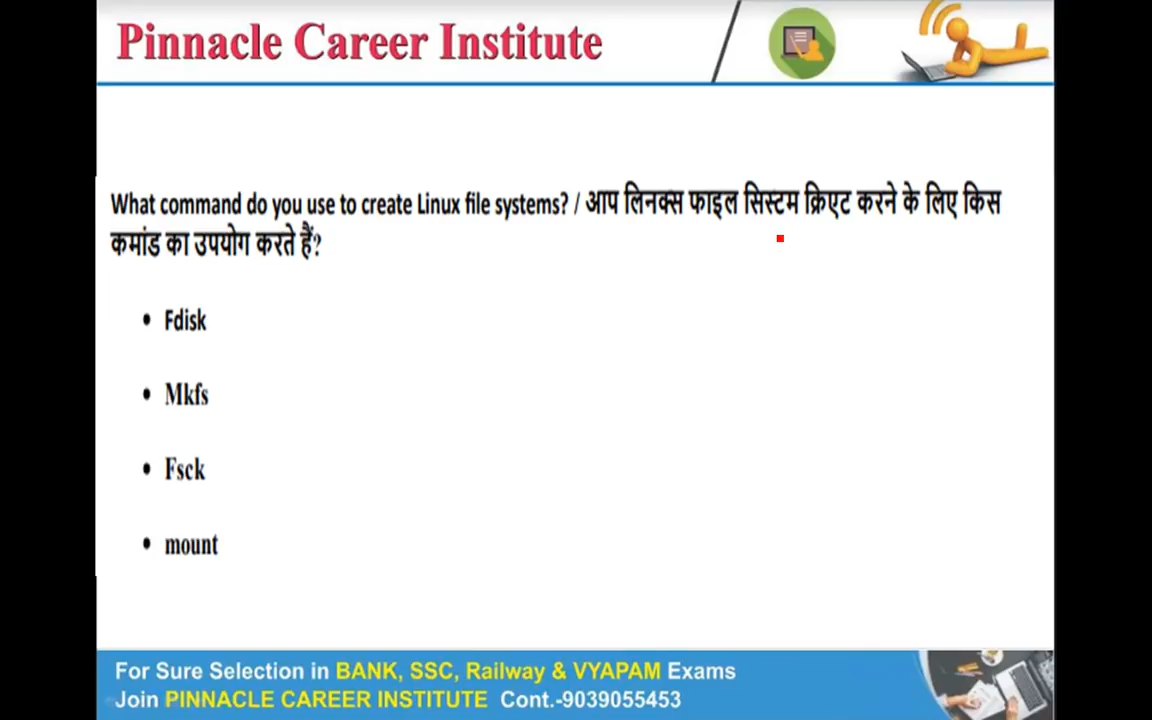 Pinnacle Career Institute
What command do you use to create Linux file systems? / आप लिनक्स फाइल सिस्टम क्रिएट करने के लिए किस
कमांड का उपयोग करते हैं?
• Fdisk
• Mkfs
• Fsck
• mount
For Sure Selection in BANK, SSC, Railway & VYAPAM Exams
Join PINNACLE CAREER INSTITUTE Cont.-9039055453